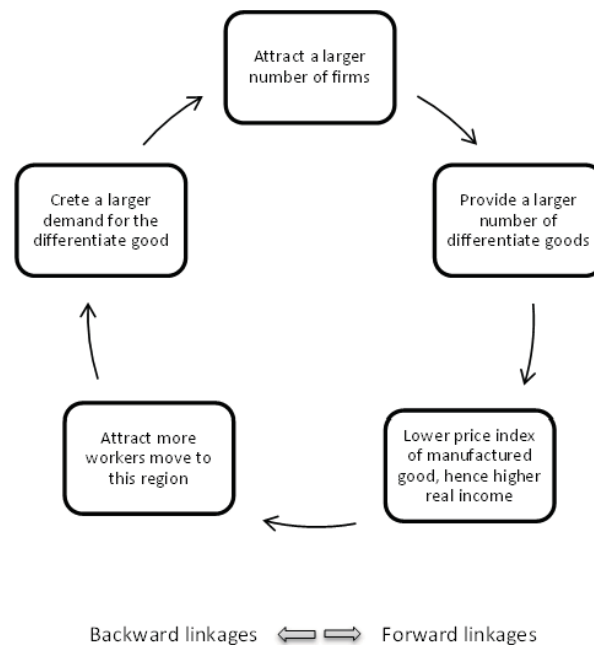 Attract a larger
number of firms
Provide a larger
number of
differentiate goods
Lower price index
of manufactured
good, hence higher
real income
Attract more
workers move to
this region
Crete a larger
demand for the
differentiate good
Backward linkages
Forward linkages